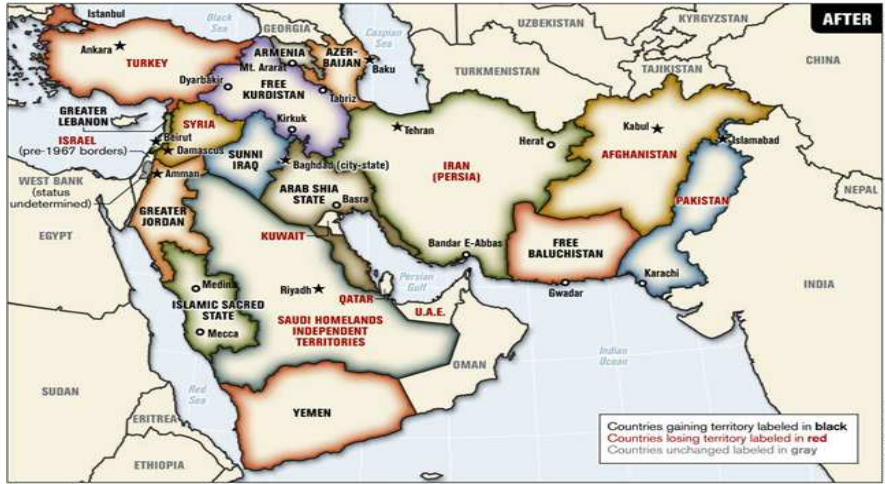 AFTER
Istanbul
Black
Sea
GEORGIA
Caspian
Sea
UZBEKISTAN
KYRGYZSTAN
Ankara
TURKEY
ARMENIA
Mt. Ararat
AZER-
BAIJAN
Baku
TURKMENISTAN
TAJIKISTAN
CHINA
Dyarbakir
FREE
KURDISTAN
Tabriz
GREATER
LEBANON
SYRIA
Kirkuk
Tehran
Herat
Kabul
Islamabad
ISRAEL
(pre-1967 borders)
Beirut
Damascus
SUNNI
IRAQ
Baghdad (city-state)
IRAN
(PERSIA)
AFGHANISTAN
WEST BANK
(status
undetermined)
Amman
ARAB SHIA
STATE
Basra
PAKISTAN
NEPAL
GREATER
JORDAN
EGYPT
KUWAIT
Bandar E-Abbas
FREE
BALUCHISTAN
Karachi
INDIA
Medina
Riyadh
Persian
Gulf
Gwadar
ISLAMIC SACRED
STATE
QATAR
U.A.E.
Mecca
SAUDI HOMELANDS
INDEPENDENT
TERRITORIES
OMAN
Indian
Ocean
SUDAN
Red
Sea
YEMEN
ERITREA
ETHIOPIA
Countries gaining territory labeled in black
Countries losing territory labeled in red
Countries unchanged labeled in gray